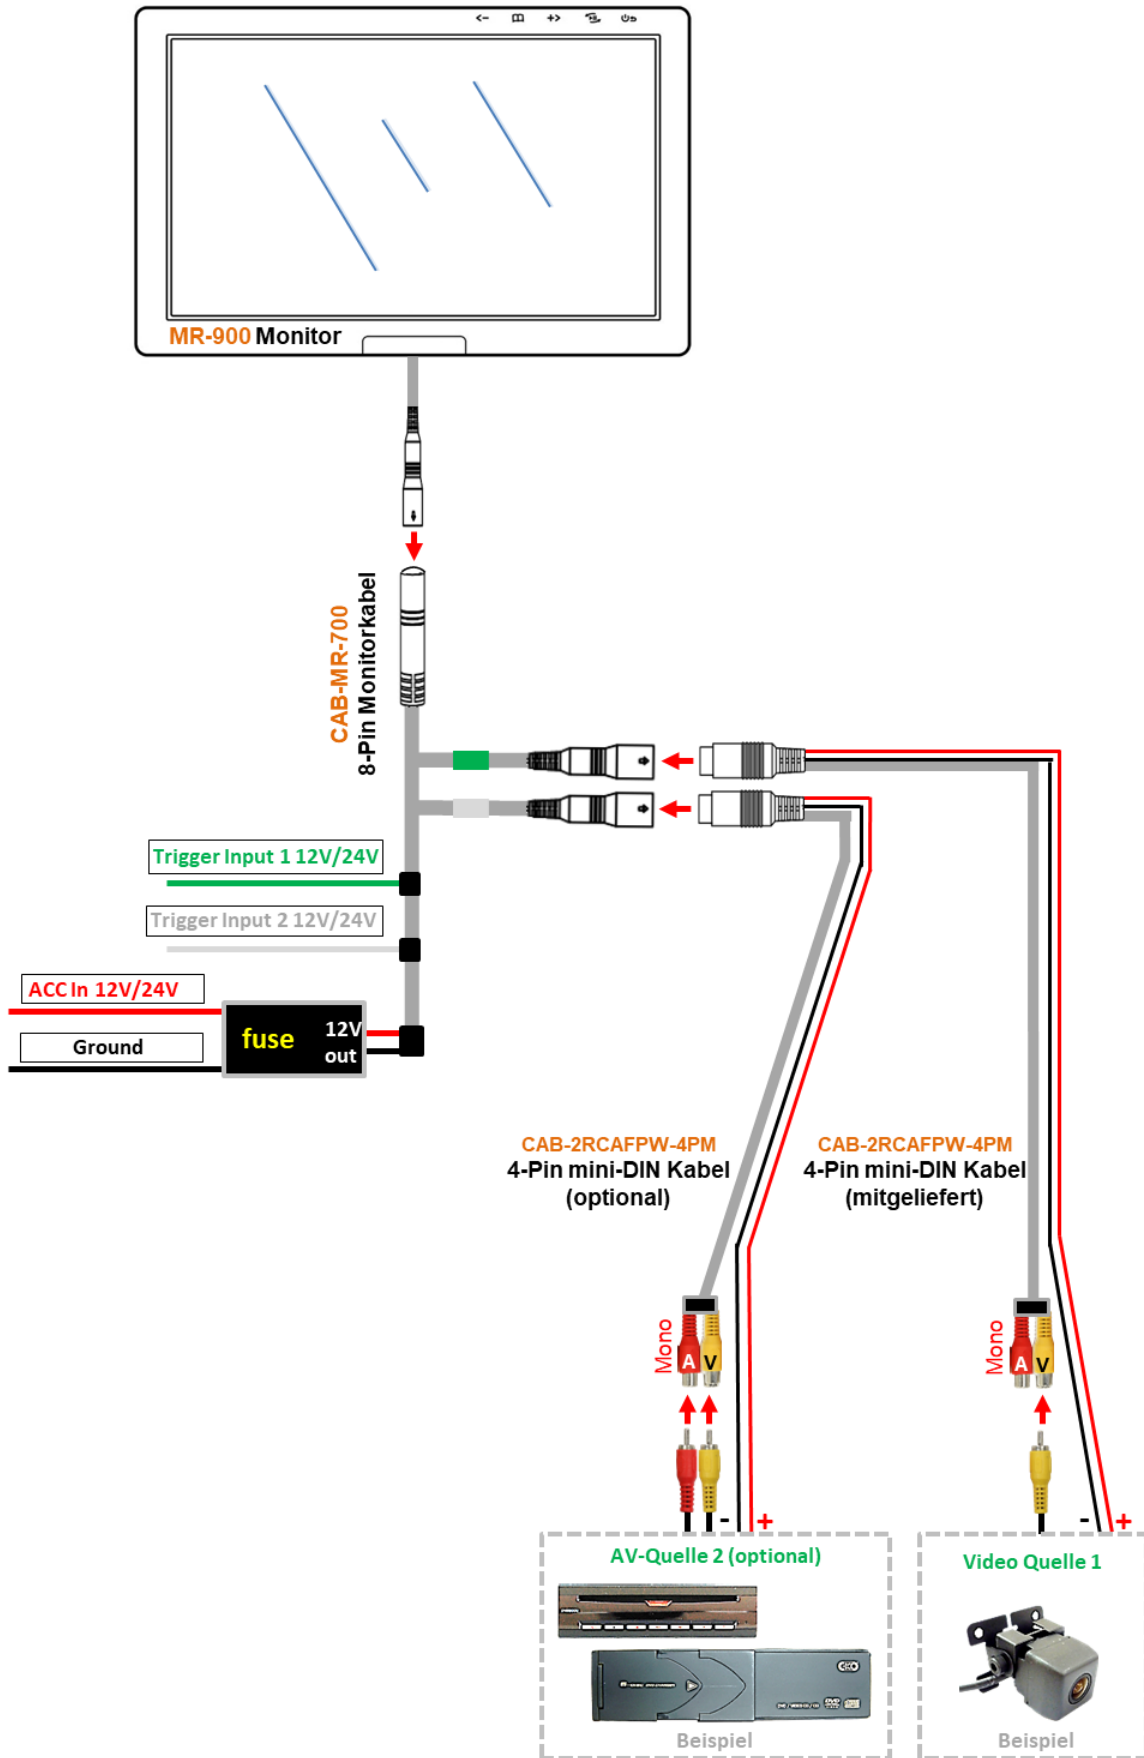 MR-900 Monitor
CAB-MR-700
8-Pin Monitorkabel
Trigger Input 1 12V/24V
Trigger Input 2 12V/24V
ACC In 12V/24V
Ground
fuse
12V
out
CAB-2RCAFPW-4PM
4-Pin mini-DIN Kabel
(optional)
CAB-2RCAFPW-4PM
4-Pin mini-DIN Kabel
(mitgeliefert)
Mono
A V
Mono
A V
- +
- +
AV-Quelle 2 (optional)
Beispiel
Video Quelle 1
Beispiel